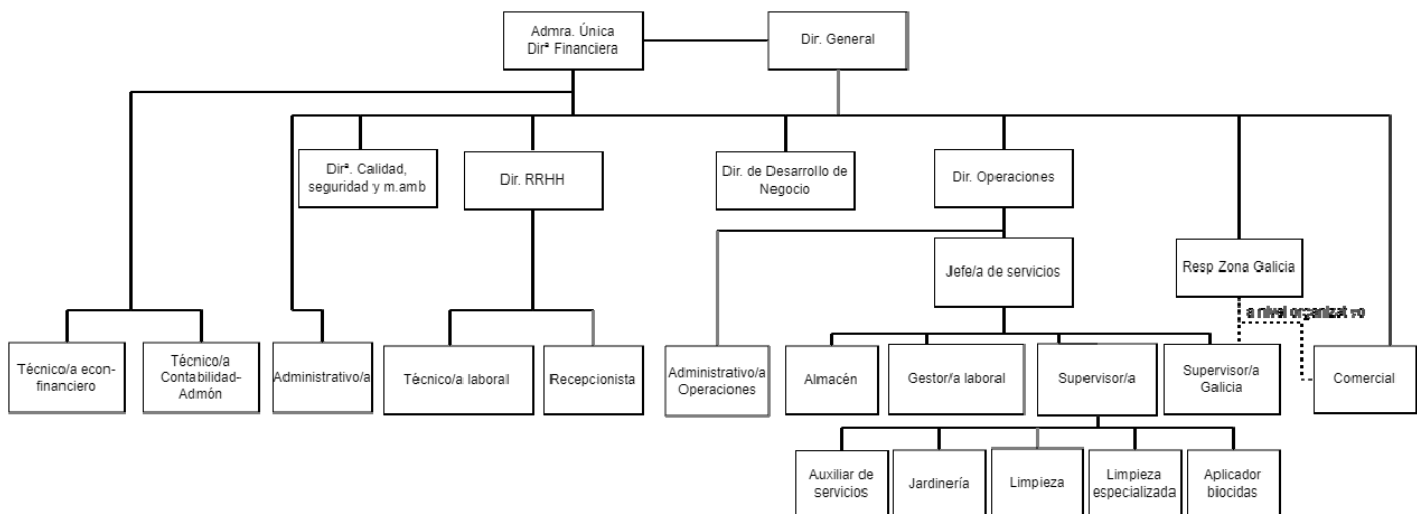 Admra. Única
Dirª Financiera
Dir. General
Dirª. Calidad,
seguridad y m.amb
Dir. RRHH
Dir. de Desarrollo de
Negocio
Dir. Operaciones
Jefe/a de servicios
Resp Zona Galicia
a nivel organizativo
Técnico/a econ-
financiero
Técnico/a
Contabilidad-
Admón
Administrativo/a
Técnico/a laboral
Recepcionista
Administrativo/a
Operaciones
Almacén
Gestor/a laboral
Supervisor/a
Supervisor/a
Galicia
Comercial
Auxiliar de
servicios
Jardinería
Limpieza
Limpieza
especializada
Aplicador
biocidas